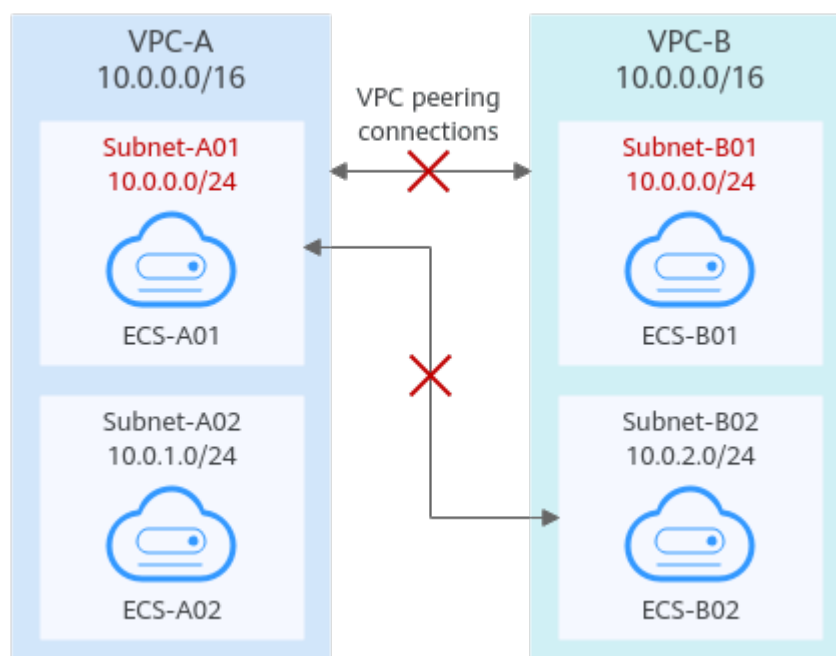 VPC-A
10.0.0.0/16
Subnet-A01
10.0.0.0/24
ECS-A01
Subnet-A02
10.0.1.0/24
ECS-A02
VPC peering
connections
VPC-B
10.0.0.0/16
Subnet-B01
10.0.0.0/24
ECS-B01
Subnet-B02
10.0.2.0/24
ECS-B02